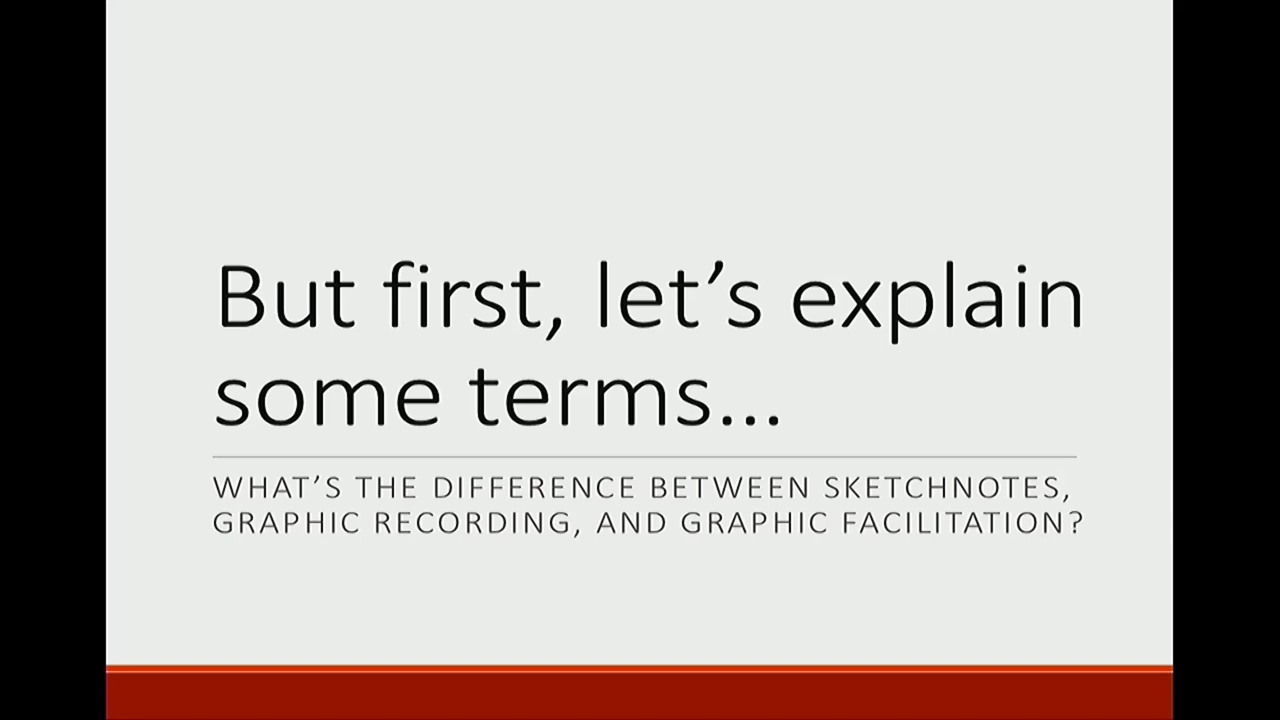 But first, let’s explain
some terms…
WHAT’S THE DIFFERENCE BETWEEN SKETCHNOTES,
GRAPHIC RECORDING, AND GRAPHIC FACILITATION?